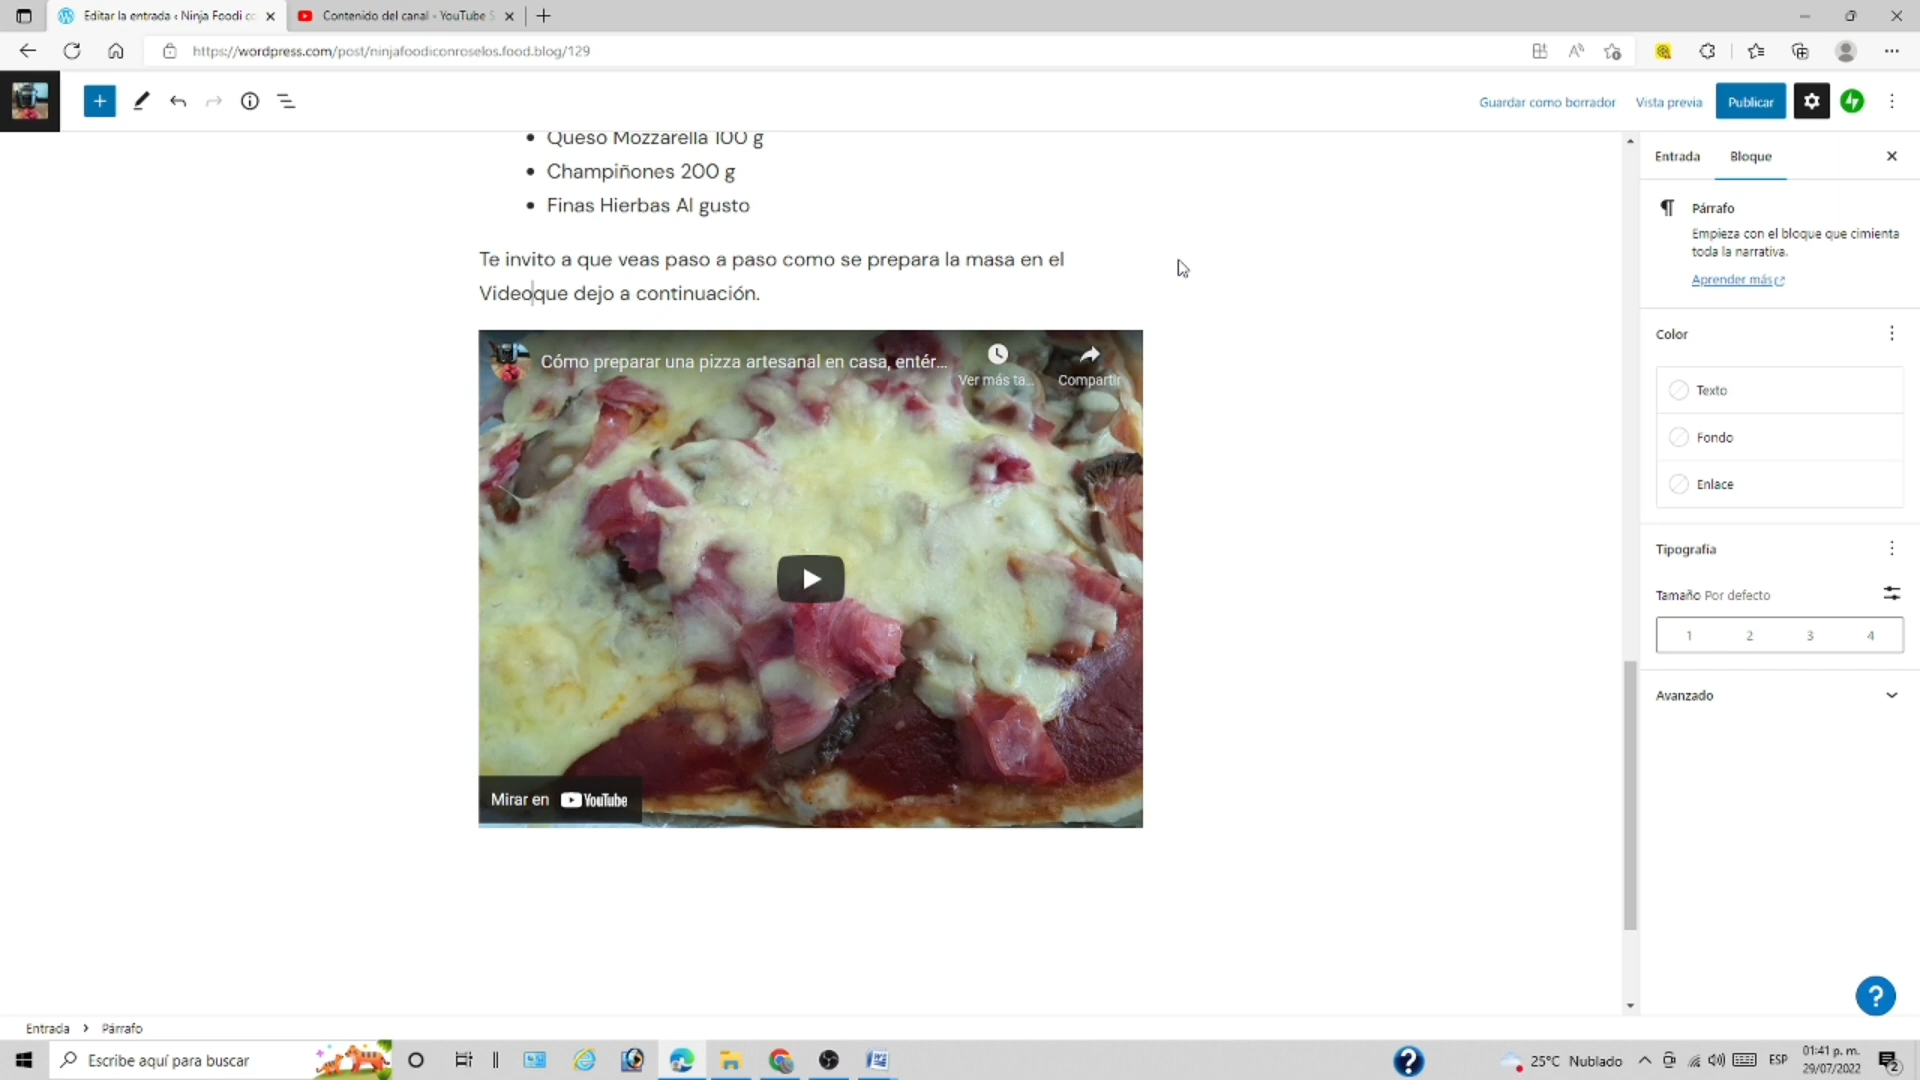 Editar la entrada ‹ Ninja Foodi co
Contenido del canal - YouTube S
https://wordpress.com/post/ninjafoodiconroselos.food.blog/129
Guardar como borrador
Vista previa
Publicar
Queso Mozzarella 100 g
Champiñones 200 g
Finas Hierbas Al gusto
Te invito a que veas paso a paso como se prepara la masa en el
Videoque dejo a continuación.
Cómo preparar una pizza artesanal en casa, entér...
Ver más ta...
Compartir
Mirar en YouTube
Entrada
Bloque
Párrafo
Empieza con el bloque que cimienta
toda la narrativa.
Aprender más
Color
Texto
Fondo
Enlace
Tipografía
Tamaño Por defecto
1 2 3 4
Avanzado
Entrada › Párrafo
Escribe aquí para buscar
25°C Nublado
ESP
01:41 p. m.
29/07/2022
2